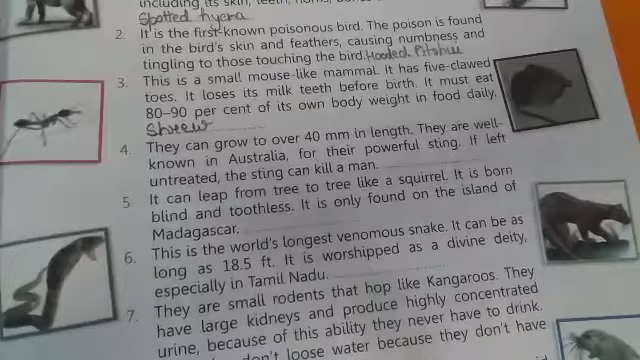 including its skin, teeth,
Spotted hyena
2. It is the first-known poisonous bird. The poison is found
in the bird's skin and feathers, causing numbness and
tingling to those touching the bird. Hooded Pitohui
3. This is a small mouse-like mammal. It has five-clawed
toes. It loses its milk teeth before birth. It must eat
80–90 per cent of its own body weight in food daily.
Shrew
4. They can grow to over 40 mm in length. They are well-
known in Australia, for their powerful sting. If left
untreated, the sting can kill a man.
5. It can leap from tree to tree like a squirrel. It is born
blind and toothless. It is only found on the island of
Madagascar.
6. This is the world's longest venomous snake. It can be as
long as 18.5 ft. It is worshipped as a divine deity,
especially in Tamil Nadu.
7. They are small rodents that hop like Kangaroos. They
have large kidneys and produce highly concentrated
urine, because of this ability they never have to drink.
don't loose water because they don't have